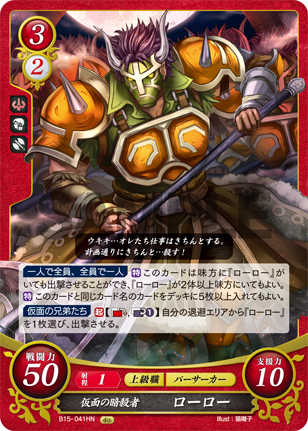 3
2
ウキキ…オレたち仕事はきちんとする。
計画通りにきちんと…殺す！
一人で全員、全員で一人 特 このカードは味方に『ローロー』が
いても出撃させることができ、『ローロー』が2体以上味方にいてもよい。
特 このカードと同じカード名のカードをデッキに5枚以上入れてもよい。
仮面の兄弟たち 起 [、1] 自分の退避エリアから『ローロー』
を1枚選び、出撃させる。
戦闘力
50
射程 1 上級職 バーサーカー
支援力
10
仮面の暗殺者 ローロー
B15-041HN
Illust：猫囃子